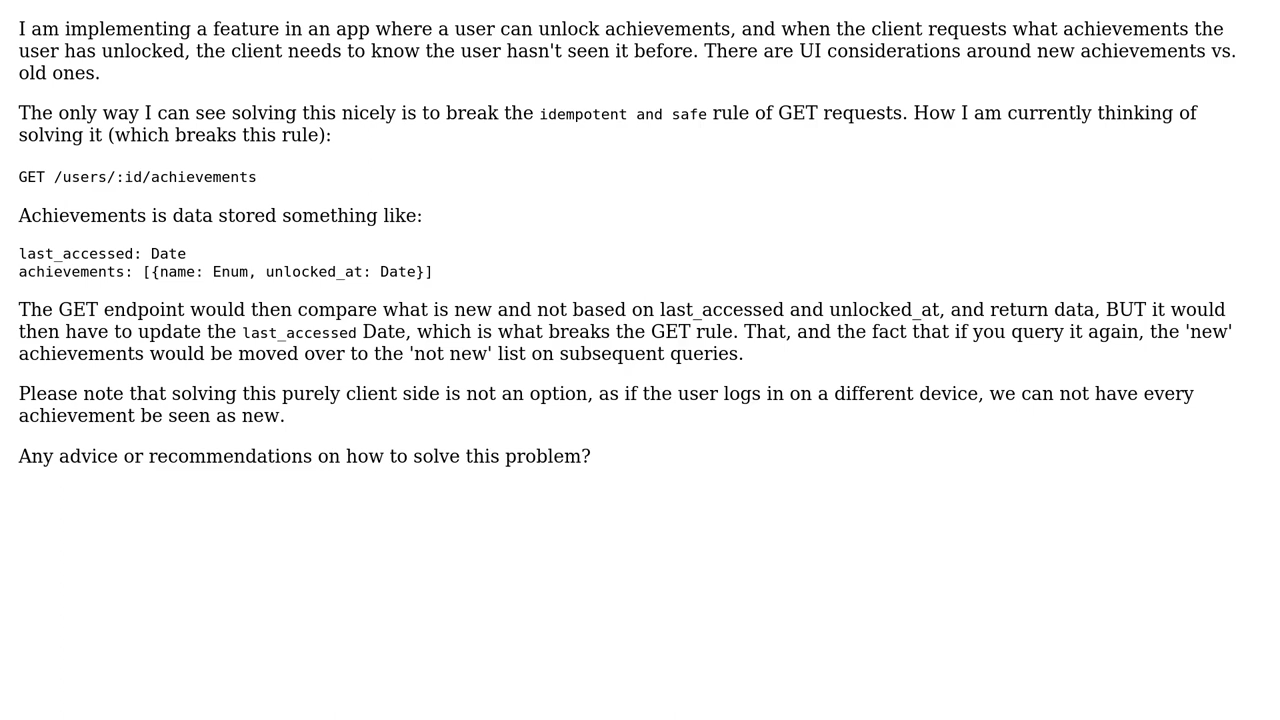 I am implementing a feature in an app where a user can unlock achievements, and when the client requests what achievements the
user has unlocked, the client needs to know the user hasn't seen it before. There are UI considerations around new achievements vs.
old ones.
The only way I can see solving this nicely is to break the idempotent and safe rule of GET requests. How I am currently thinking of
solving it (which breaks this rule):
GET /users/:id/achievements
Achievements is data stored something like:
last_accessed: Date
achievements: [{name: Enum, unlocked_at: Date}]
The GET endpoint would then compare what is new and not based on last_accessed and unlocked_at, and return data, BUT it would
then have to update the last_accessed Date, which is what breaks the GET rule. That, and the fact that if you query it again, the 'new'
achievements would be moved over to the 'not new' list on subsequent queries.
Please note that solving this purely client side is not an option, as if the user logs in on a different device, we can not have every
achievement be seen as new.
Any advice or recommendations on how to solve this problem?